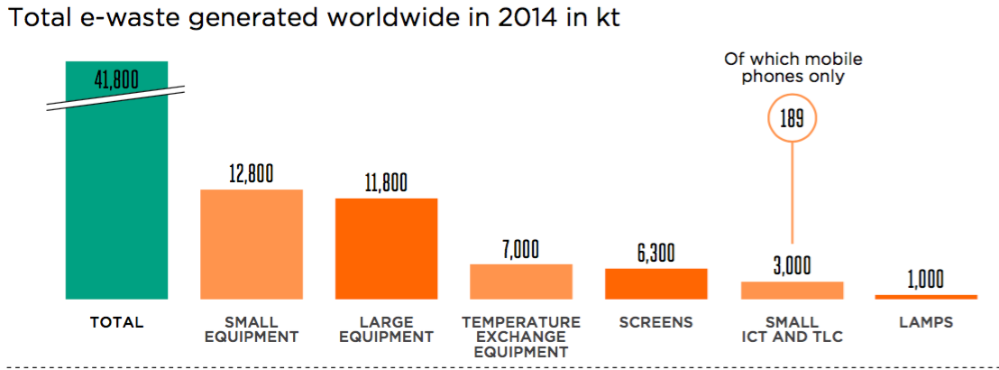 Total e-waste generated worldwide in 2014 in kt
Of which mobile
phones only
41,800
189
12,800
11,800
7,000
6,300
3,000
1,000
TOTAL
SMALL
EQUIPMENT
LARGE
EQUIPMENT
TEMPERATURE
EXCHANGE
EQUIPMENT
SCREENS
SMALL
ICT AND TLC
LAMPS